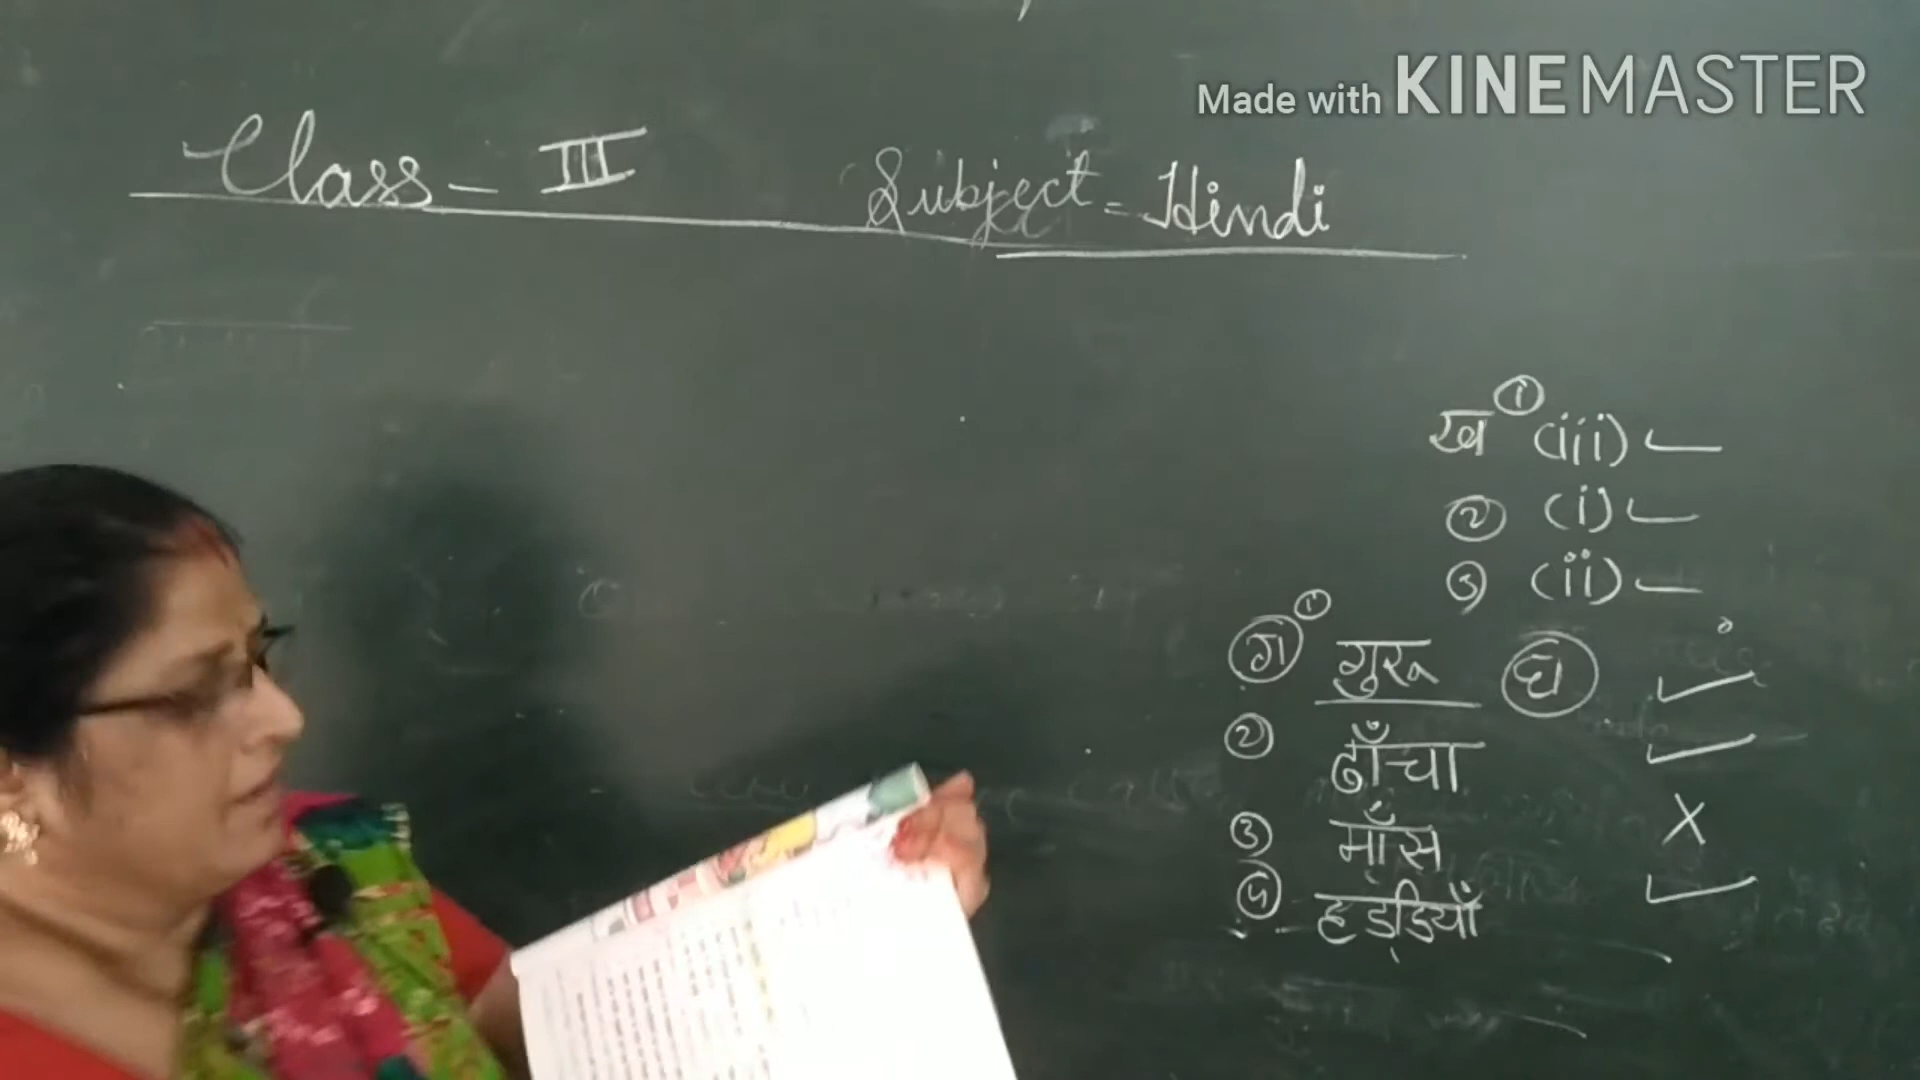 Made with KINEMASTER
Class - III Subject - Hindi
ख ① (iii) ✓
② (i) ✓
③ (ii) ✓
ग ① गुरू घ ✓
② ढाँचा ✓
③ माँस ✗
④ हड्डियाँ ✓